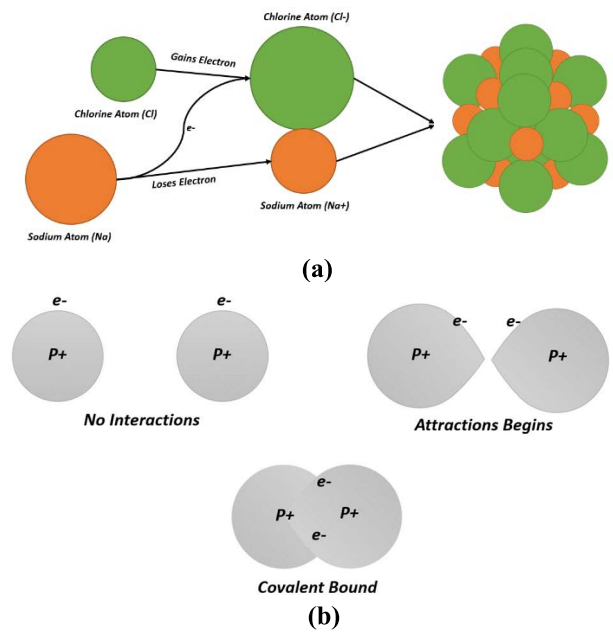 Chlorine Atom (Cl-)
Gains Electron
Chlorine Atom (Cl)
e-
Loses Electron
Sodium Atom (Na)
Sodium Atom (Na+)
(a)
e-
e-
P+
P+
No Interactions
e-
e-
P+
P+
Attractions Begins
e-
P+
P+
e-
Covalent Bound
(b)